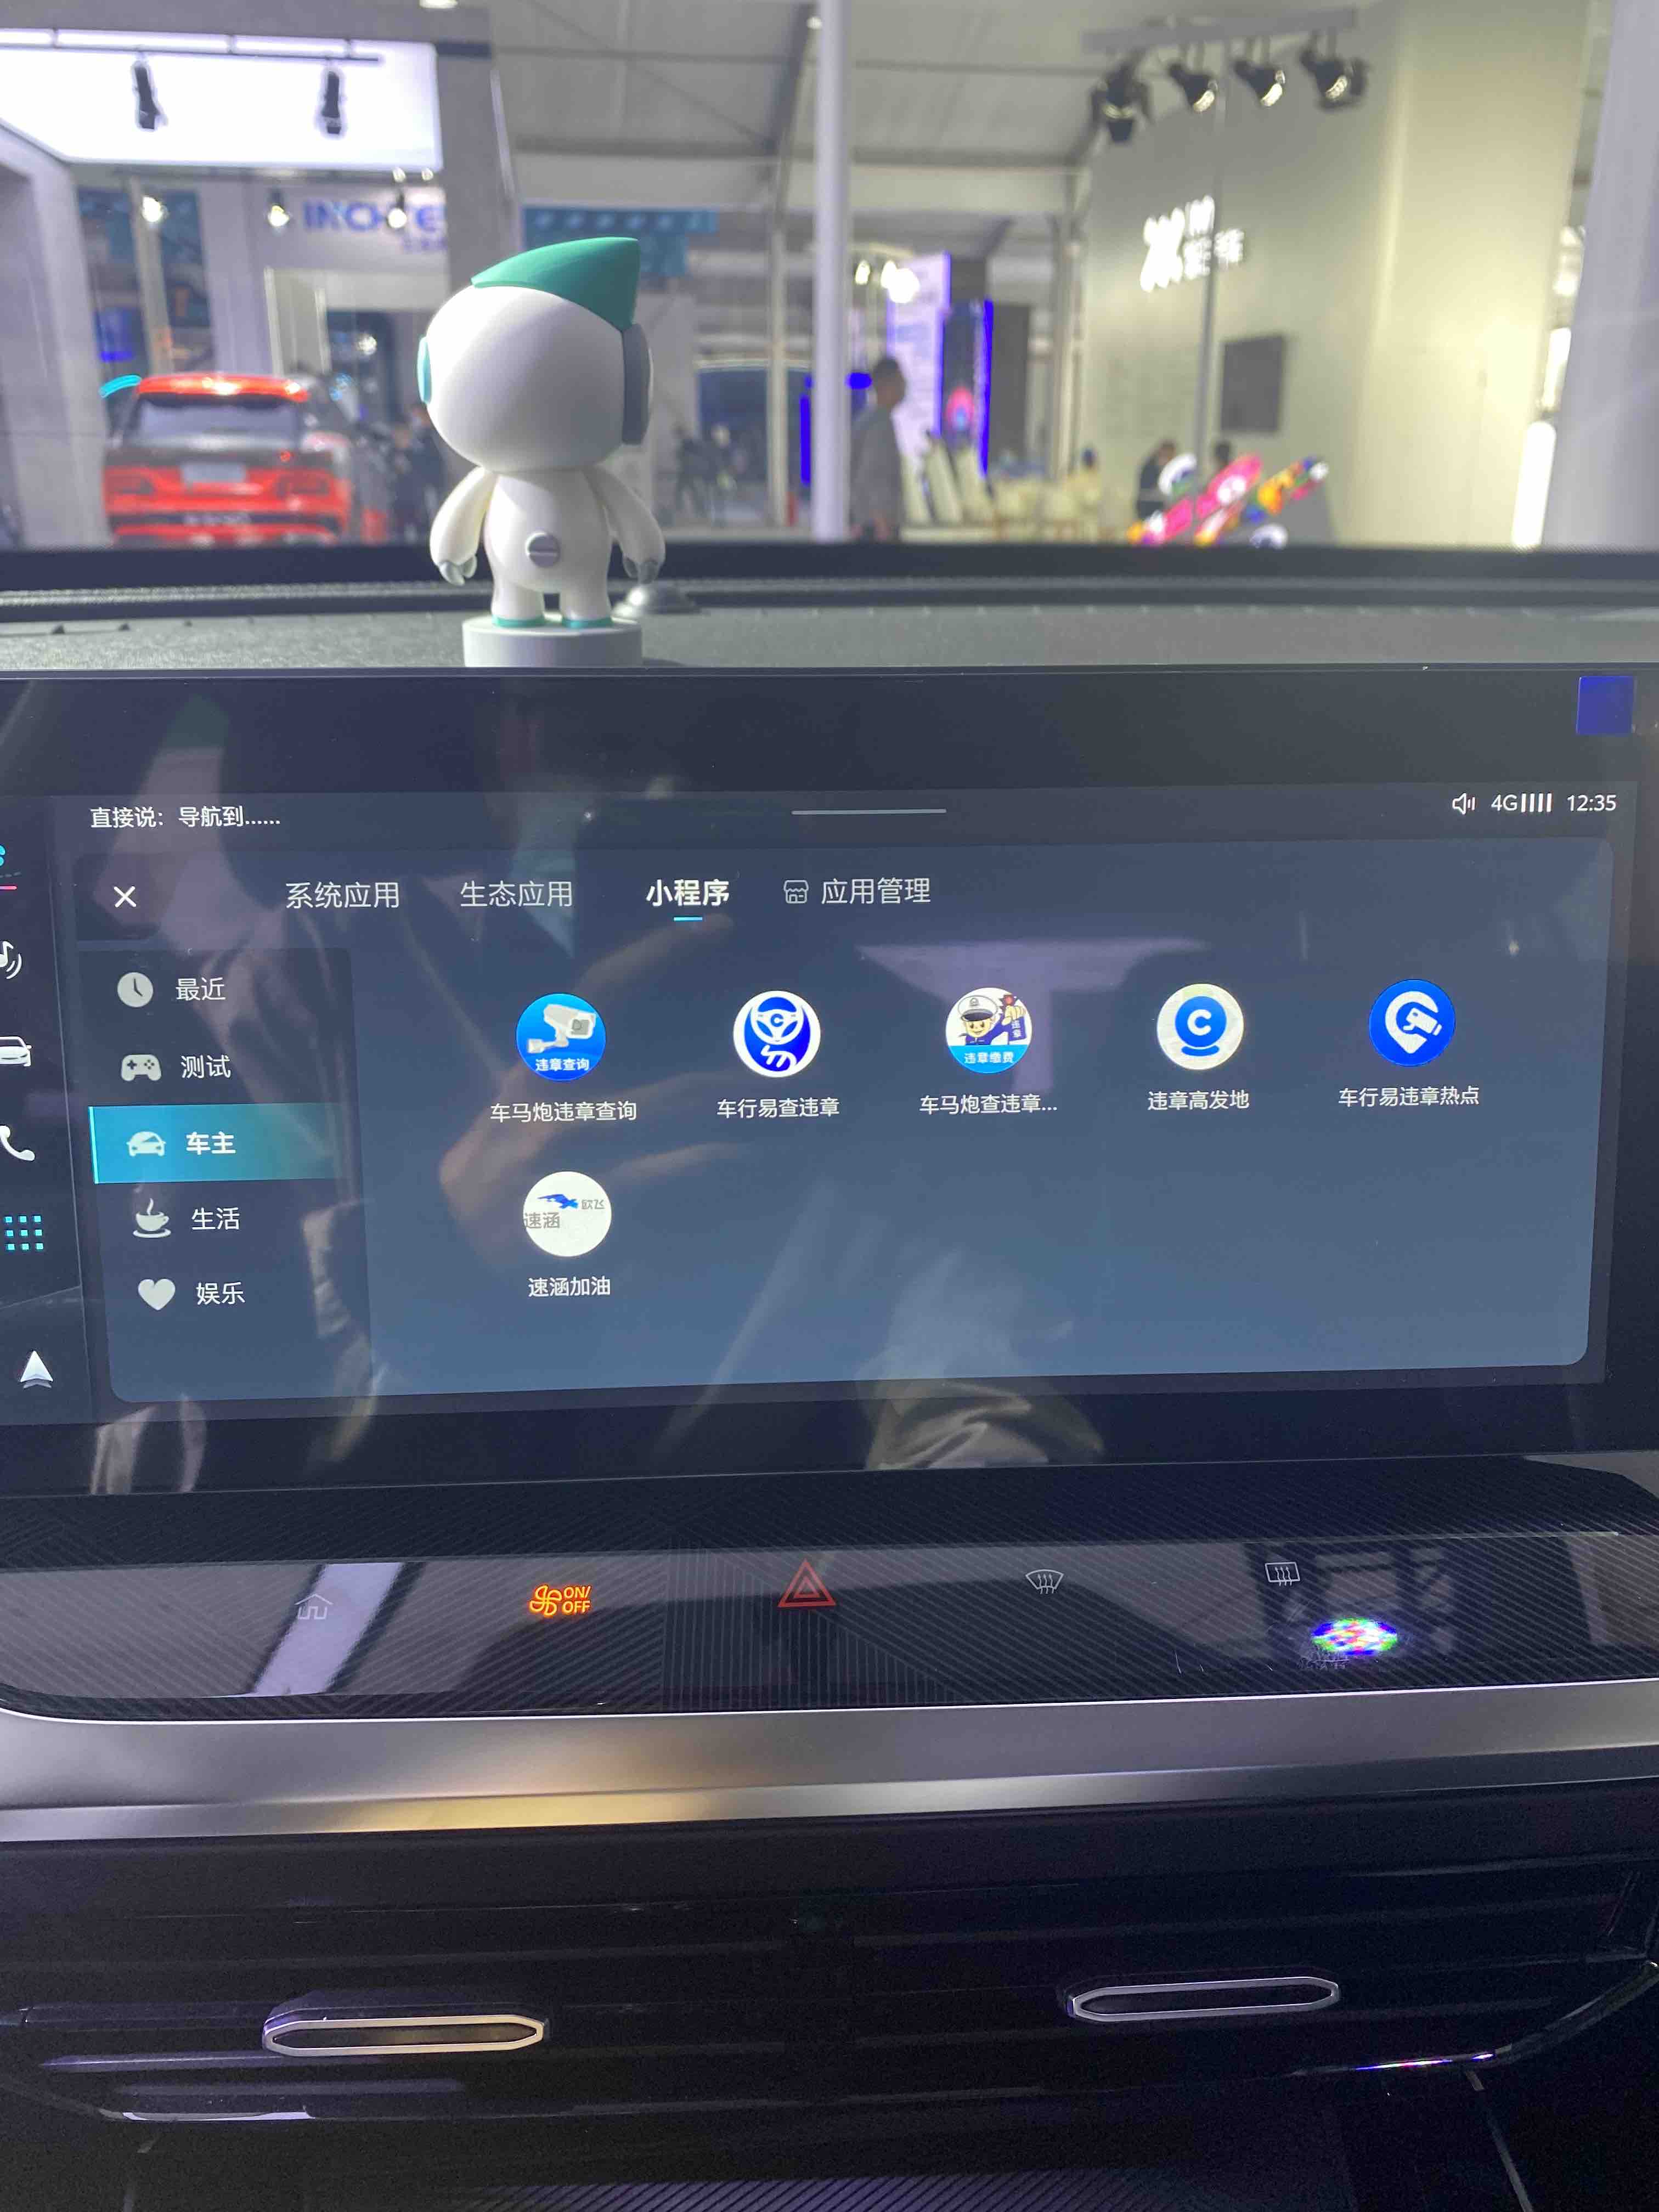 直接说：导航到......
4G 12:35
系统应用 生态应用 小程序 应用管理
最近
测试
车主
生活
娱乐
违章查询
车马炮违章查询
车行易查违章
违章
违章缴费
车马炮查违章...
违章高发地
车行易违章热点
欧飞
速涵
速涵加油
ON/
OFF